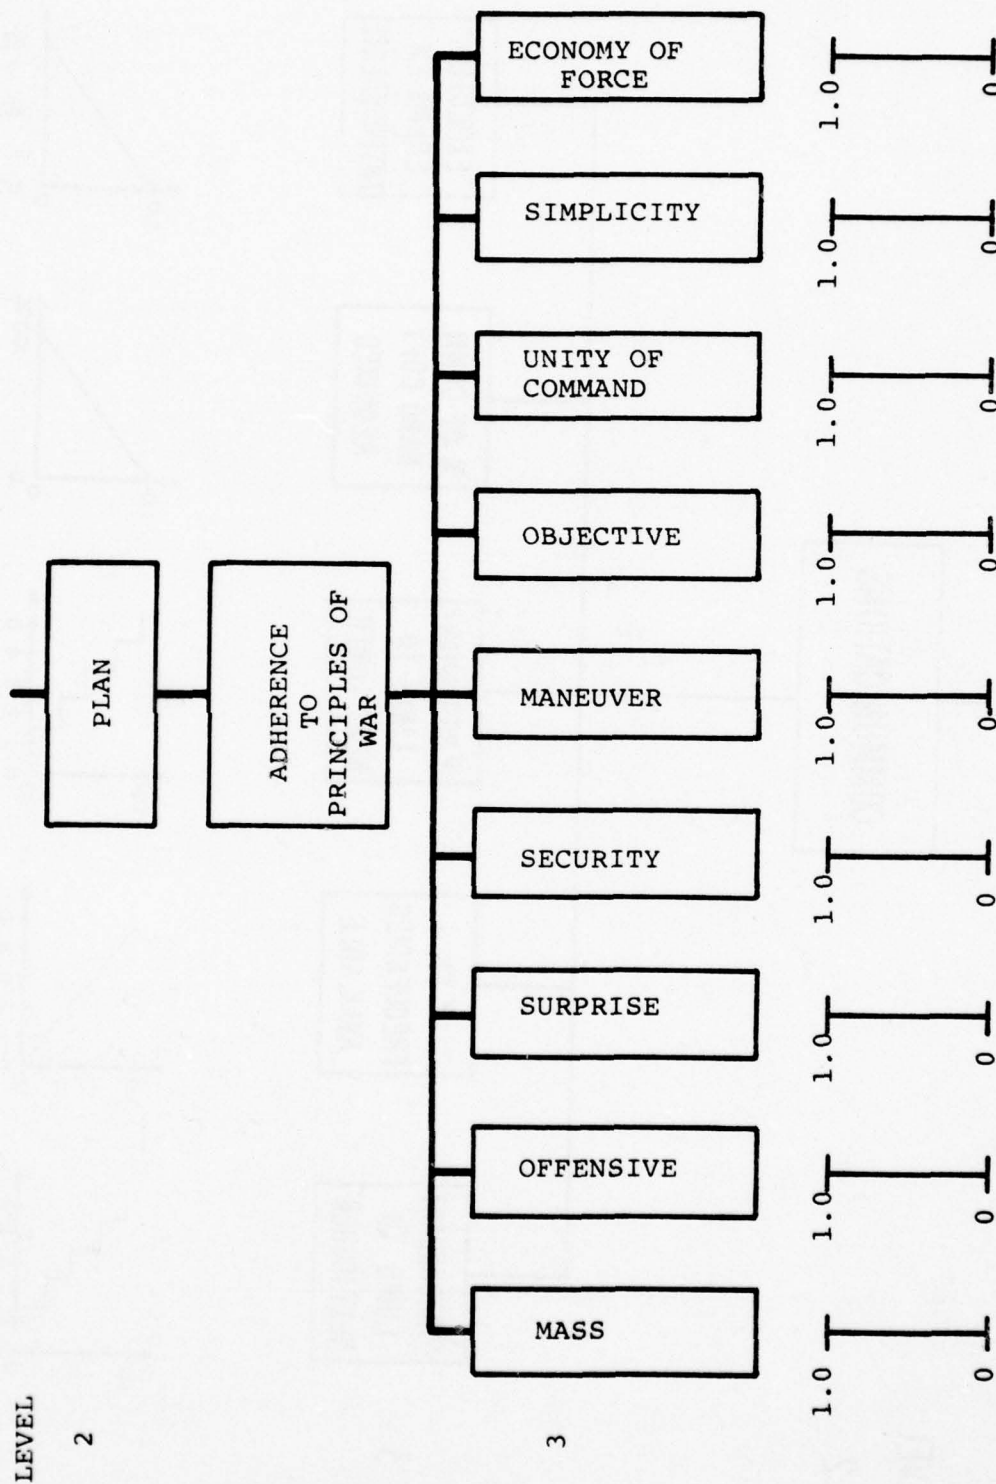 LEVEL
2
PLAN
ADHERENCE
TO
PRINCIPLES OF
WAR
3
MASS
OFFENSIVE
SURPRISE
SECURITY
MANEUVER
OBJECTIVE
UNITY OF
COMMAND
SIMPLICITY
ECONOMY OF
FORCE
1.0
1.0
1.0
1.0
1.0
1.0
1.0
1.0
1.0
0
0
0
0
0
0
0
0
0